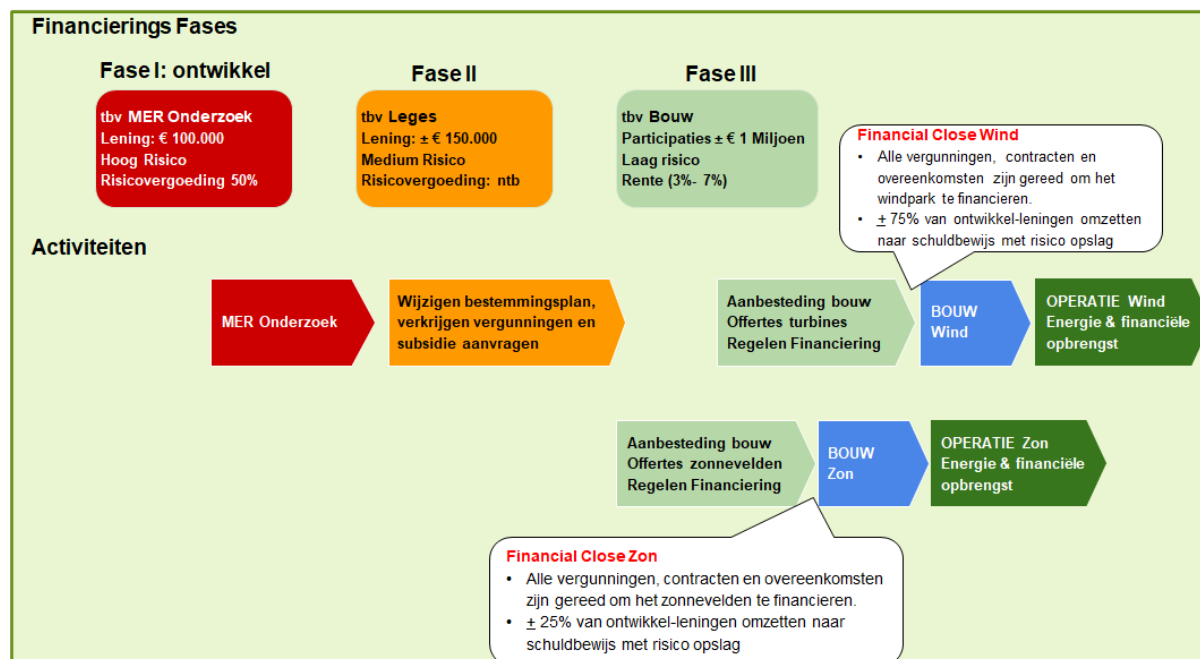 Financierings Fases
Fase I: ontwikkel
Fase II
Fase III
tbv MER Onderzoek
Lening: € 100.000
Hoog Risico
Risicovergoeding 50%
tbv Leges
Lening: ± € 150.000
Medium Risico
Risicovergoeding: ntb
tbv Bouw
Participaties ± € 1 Miljoen
Laag risico
Rente (3%- 7%)
Financial Close Wind
• Alle vergunningen, contracten en
overeenkomsten zijn gereed om het
windpark te financieren.
• ± 75% van ontwikkel-leningen omzetten
naar schuldbewijs met risico opslag
Activiteiten
MER Onderzoek
Wijzigen bestemmingsplan,
verkrijgen vergunningen en
subsidie aanvragen
Aanbesteding bouw
Offertes turbines
Regelen Financiering
BOUW
Wind
OPERATIE Wind
Energie & financiële
opbrengst
Aanbesteding bouw
Offertes zonnevelden
Regelen Financiering
BOUW
Zon
OPERATIE Zon
Energie & financiële
opbrengst
Financial Close Zon
• Alle vergunningen, contracten en overeenkomsten
zijn gereed om het zonnevelden te financieren.
• ± 25% van ontwikkel-leningen omzetten naar
schuldbewijs met risico opslag